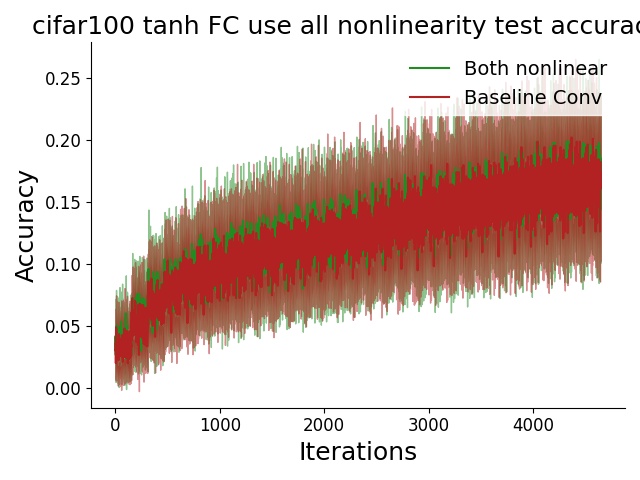 cifar100 tanh FC use all nonlinearity test accurac
Both nonlinear
Baseline Conv
0.25
0.20
0.15
0.10
0.05
0.00
Accuracy
0 1000 2000 3000 4000
Iterations